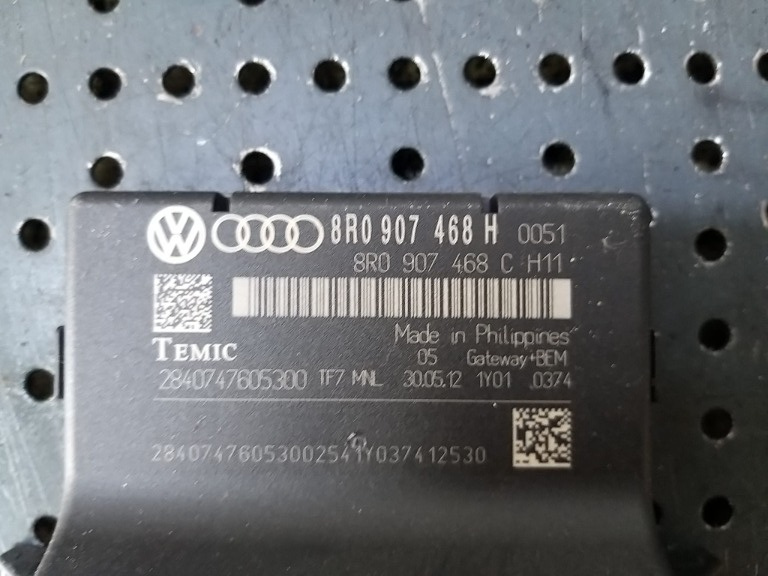 8R0 907 468 H 0051
8R0 907 468 C H11
TEMIC
Made in Philippines
05 Gateway+BEM
2840747605300 TF7 MNL 30.05.12 1Y01 .0374
28407476053002541Y037412530